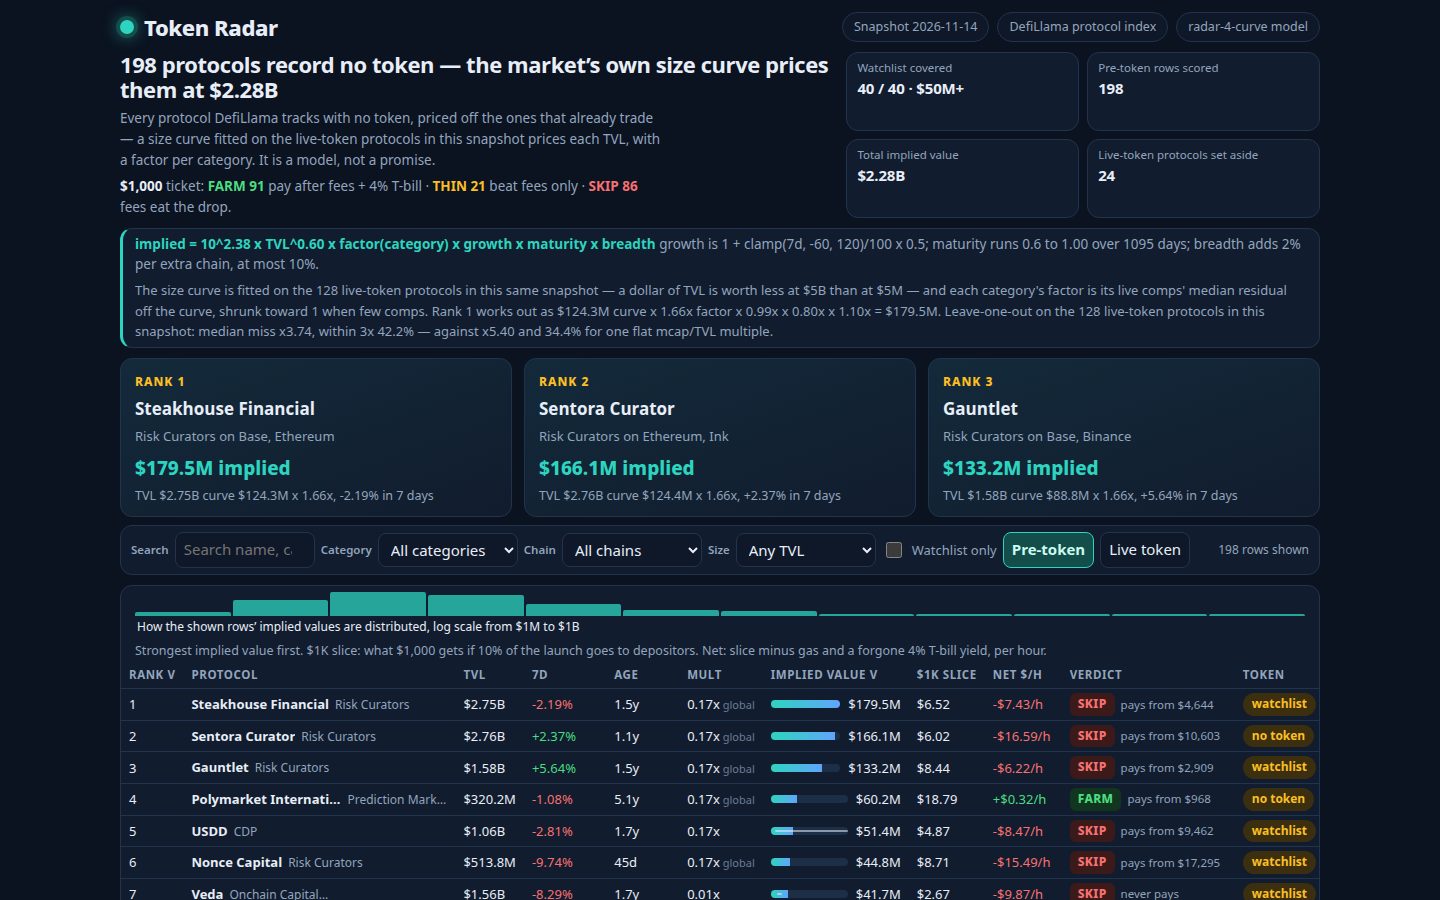 Token Radar
Snapshot 2026-11-14
DefiLlama protocol index
radar-4-curve model
198 protocols record no token — the market’s own size curve prices
them at $2.28B
Every protocol DefiLlama tracks with no token, priced off the ones that already trade
— a size curve fitted on the live-token protocols in this snapshot prices each TVL, with
a factor per category. It is a model, not a promise.
$1,000 ticket: FARM 91 pay after fees + 4% T-bill · THIN 21 beat fees only · SKIP 86
fees eat the drop.
Watchlist covered
40 / 40 · $50M+
Pre-token rows scored
198
Total implied value
$2.28B
Live-token protocols set aside
24
implied = 10^2.38 x TVL^0.60 x factor(category) x growth x maturity x breadth growth is 1 + clamp(7d, -60, 120)/100 x 0.5; maturity runs 0.6 to 1.00 over 1095 days; breadth adds 2%
per extra chain, at most 10%.
The size curve is fitted on the 128 live-token protocols in this same snapshot — a dollar of TVL is worth less at $5B than at $5M — and each category's factor is its live comps' median residual
off the curve, shrunk toward 1 when few comps. Rank 1 works out as $124.3M curve x 1.66x factor x 0.99x x 0.80x x 1.10x = $179.5M. Leave-one-out on the 128 live-token protocols in this
snapshot: median miss x3.74, within 3x 42.2% — against x5.40 and 34.4% for one flat mcap/TVL multiple.
RANK 1
Steakhouse Financial
Risk Curators on Base, Ethereum
$179.5M implied
TVL $2.75B curve $124.3M x 1.66x, -2.19% in 7 days
RANK 2
Sentora Curator
Risk Curators on Ethereum, Ink
$166.1M implied
TVL $2.76B curve $124.4M x 1.66x, +2.37% in 7 days
RANK 3
Gauntlet
Risk Curators on Base, Binance
$133.2M implied
TVL $1.58B curve $88.8M x 1.66x, +5.64% in 7 days
Search Search name, c Category All categories Chain All chains Size Any TVL Watchlist only Pre-token Live token 198 rows shown
How the shown rows’ implied values are distributed, log scale from $1M to $1B
Strongest implied value first. $1K slice: what $1,000 gets if 10% of the launch goes to depositors. Net: slice minus gas and a forgone 4% T-bill yield, per hour.
RANK V PROTOCOL TVL 7D AGE MULT IMPLIED VALUE V $1K SLICE NET $/H VERDICT TOKEN
1 Steakhouse Financial Risk Curators $2.75B -2.19% 1.5y 0.17x global $179.5M $6.52 -$7.43/h SKIP pays from $4,644 watchlist
2 Sentora Curator Risk Curators $2.76B +2.37% 1.1y 0.17x global $166.1M $6.02 -$16.59/h SKIP pays from $10,603 no token
3 Gauntlet Risk Curators $1.58B +5.64% 1.5y 0.17x global $133.2M $8.44 -$6.22/h SKIP pays from $2,909 watchlist
4 Polymarket Internati... Prediction Mark... $320.2M -1.08% 5.1y 0.17x global $60.2M $18.79 +$0.32/h FARM pays from $968 no token
5 USDD CDP $1.06B -2.81% 1.7y 0.17x $51.4M $4.87 -$8.47/h SKIP pays from $9,462 watchlist
6 Nonce Capital Risk Curators $513.8M -9.74% 45d 0.17x global $44.8M $8.71 -$15.49/h SKIP pays from $17,295 watchlist
7 Veda Onchain Capital... $1.56B -8.29% 1.7y 0.01x $41.7M $2.67 -$9.87/h SKIP never pays watchlist